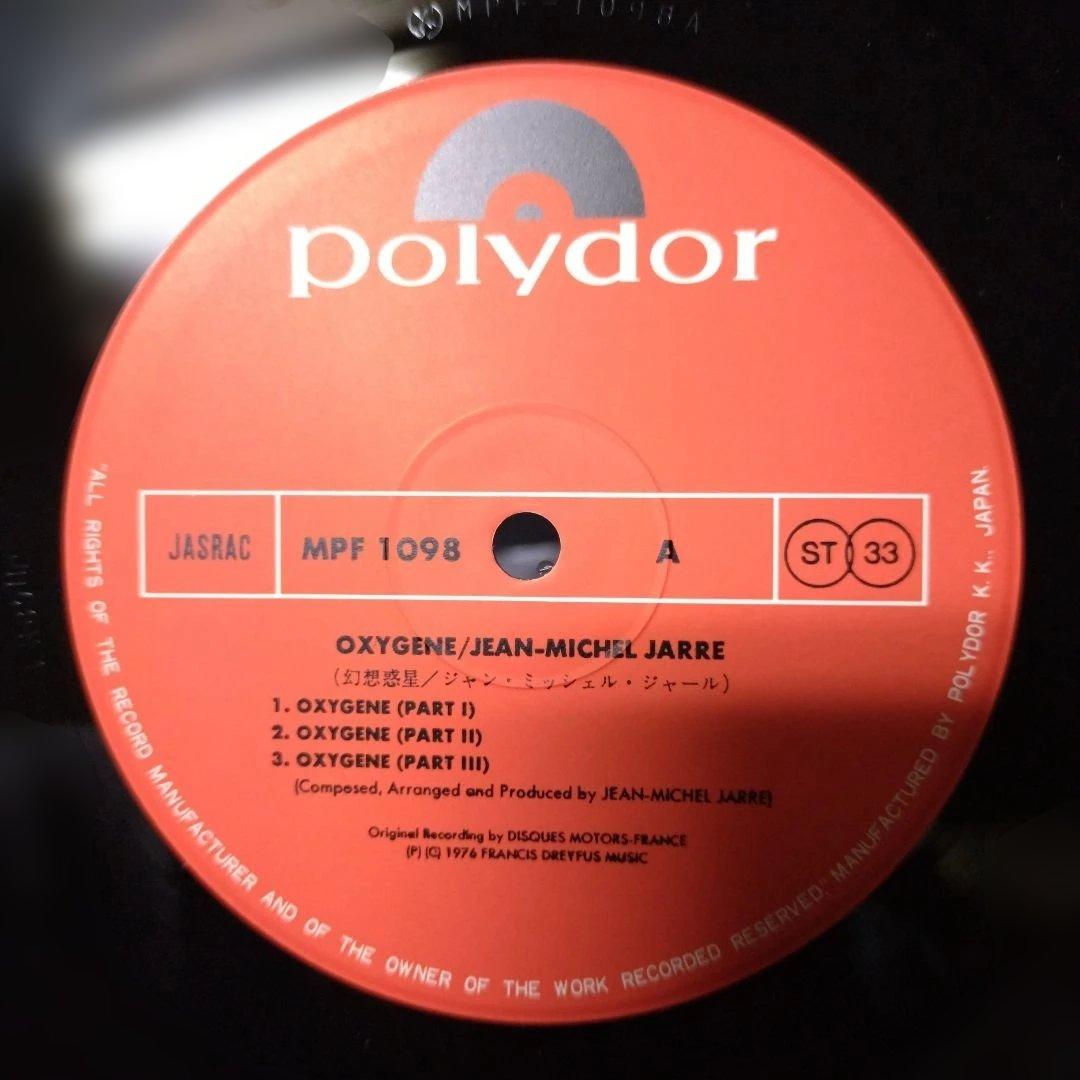 MPF-1098A
polydor
JASRAC
MPF 1098
A
ST 33
OXYGENE/JEAN-MICHEL JARRE
(幻想惑星／ジャン・ミッシェル・ジャール)
1. OXYGENE (PART I)
2. OXYGENE (PART II)
3. OXYGENE (PART III)
(Composed, Arranged and Produced by JEAN-MICHEL JARRE)
Original Recording by DISQUES MOTORS-FRANCE
(P) (C) 1976 FRANCIS DREYFUS MUSIC
"ALL RIGHTS OF THE RECORD MANUFACTURER AND OF THE OWNER OF THE WORK RECORDED RESERVED." MANUFACTURED BY POLYDOR K.K., JAPAN.